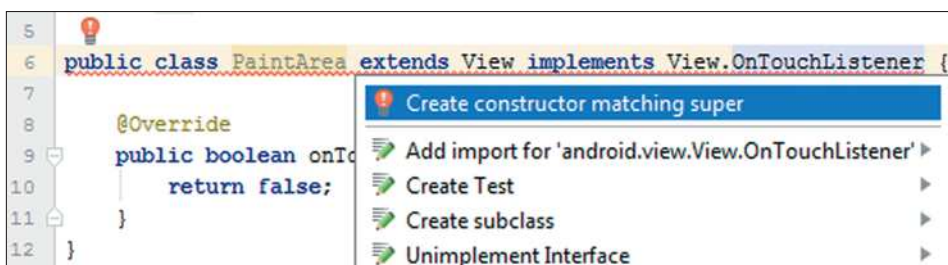 5
6 public class PaintArea extends View implements View.OnTouchListener {
7
Create constructor matching super
8 @Override
Add import for 'android.view.View.OnTouchListener'
9 public boolean
10 return false;
Create Test
11 }
Create subclass
12 }
Unimplement Interface